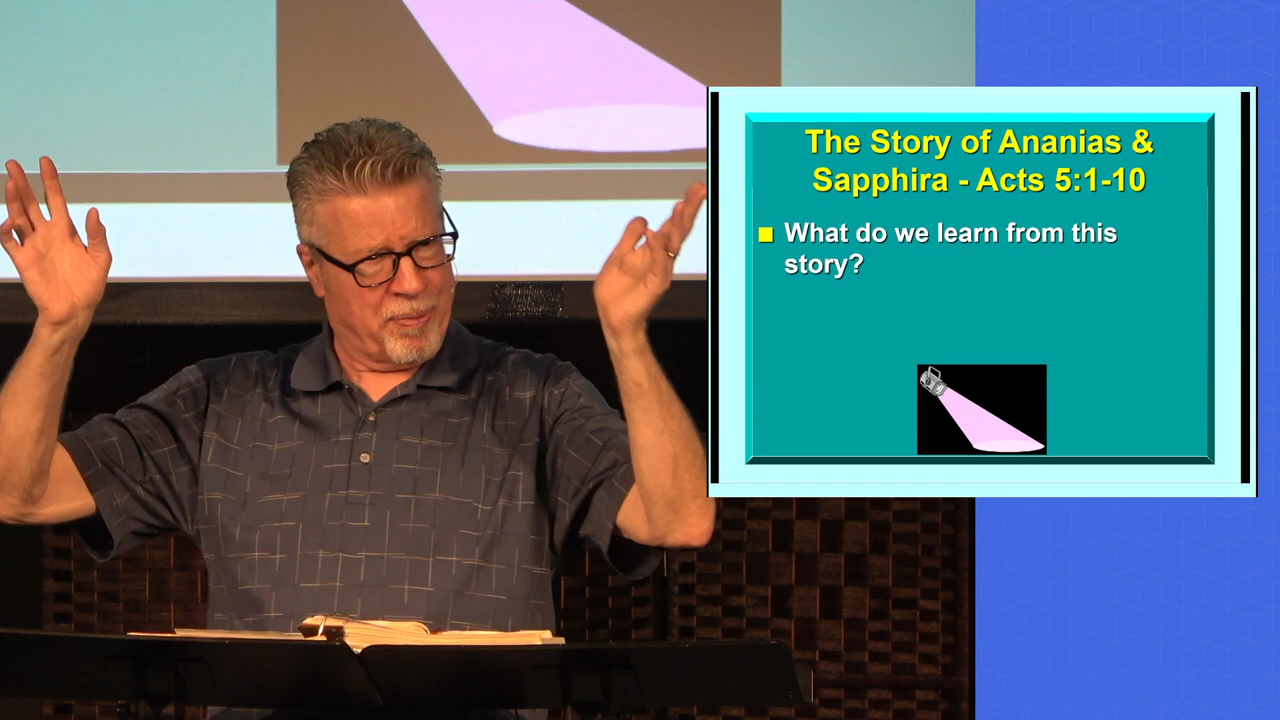 The Story of Ananias &
Sapphira - Acts 5:1-10
What do we learn from this
story?